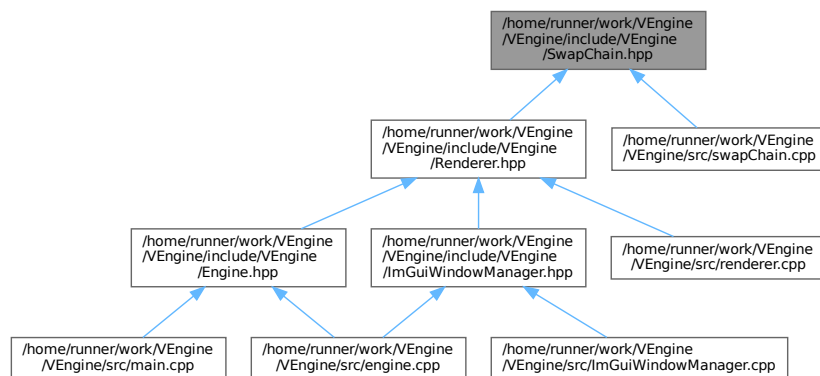 /home/runner/work/VEngine
/VEngine/include/VEngine
/SwapChain.hpp
/home/runner/work/VEngine
/VEngine/include/VEngine
/Renderer.hpp
/home/runner/work/VEngine
/VEngine/src/swapChain.cpp
/home/runner/work/VEngine
/VEngine/include/VEngine
/Engine.hpp
/home/runner/work/VEngine
/VEngine/include/VEngine
/ImGuiWindowManager.hpp
/home/runner/work/VEngine
/VEngine/src/renderer.cpp
/home/runner/work/VEngine
/VEngine/src/main.cpp
/home/runner/work/VEngine
/VEngine/src/engine.cpp
/home/runner/work/VEngine
/VEngine/src/ImGuiWindowManager.cpp